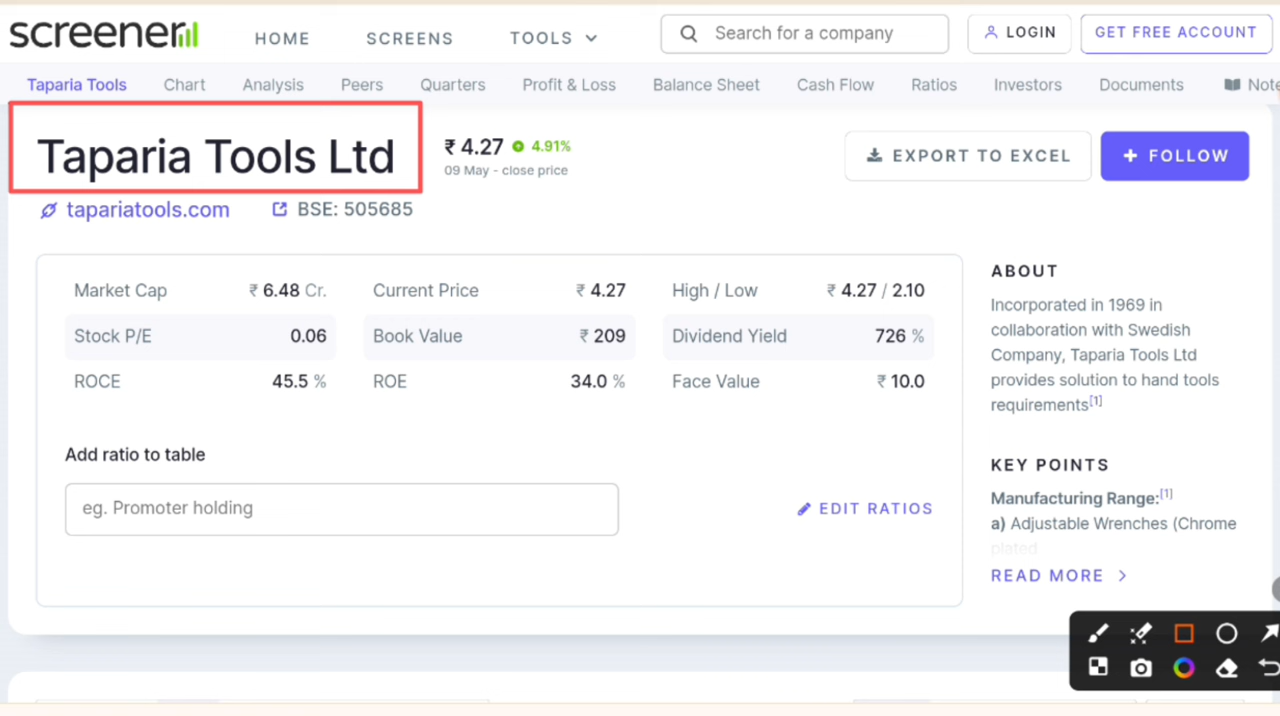 screener
HOME SCREENS TOOLS Search for a company LOGIN GET FREE ACCOUNT
Taparia Tools Chart Analysis Peers Quarters Profit & Loss Balance Sheet Cash Flow Ratios Investors Documents
Taparia Tools Ltd
₹ 4.27 4.91%
09 May - close price
EXPORT TO EXCEL FOLLOW
tapariatools.com BSE: 505685
Market Cap ₹ 6.48 Cr. Current Price ₹ 4.27 High / Low ₹ 4.27 / 2.10
Stock P/E 0.06 Book Value ₹ 209 Dividend Yield 726 %
ROCE 45.5 % ROE 34.0 % Face Value ₹ 10.0
Add ratio to table
eg. Promoter holding
EDIT RATIOS
ABOUT
Incorporated in 1969 in
collaboration with Swedish
Company, Taparia Tools Ltd
provides solution to hand tools
requirements[1]
KEY POINTS
Manufacturing Range:[1]
a) Adjustable Wrenches (Chrome
plated
READ MORE